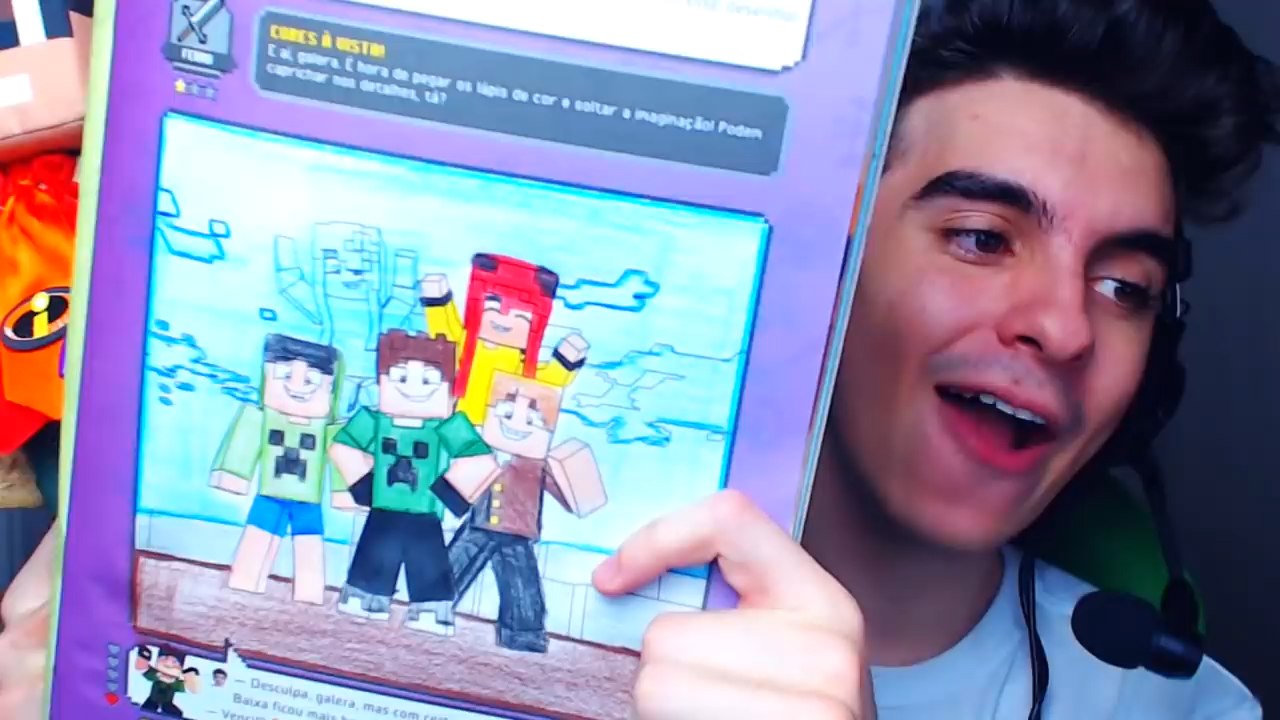 desenhar
FERRO
CORES À VISTA!
E aí, galera. É hora de pegar os lápis de cor e soltar a imaginação! Podem
caprichar nos detalhes, tá?
— Desculpa, galera, mas com
Baixa ficou mais